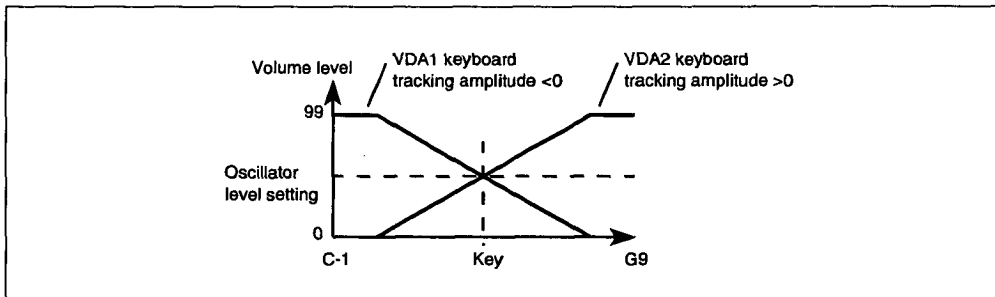 VDA1 keyboard
tracking amplitude <0
VDA2 keyboard
tracking amplitude >0
Volume level
99
Oscillator
level setting
0
C-1
Key
G9